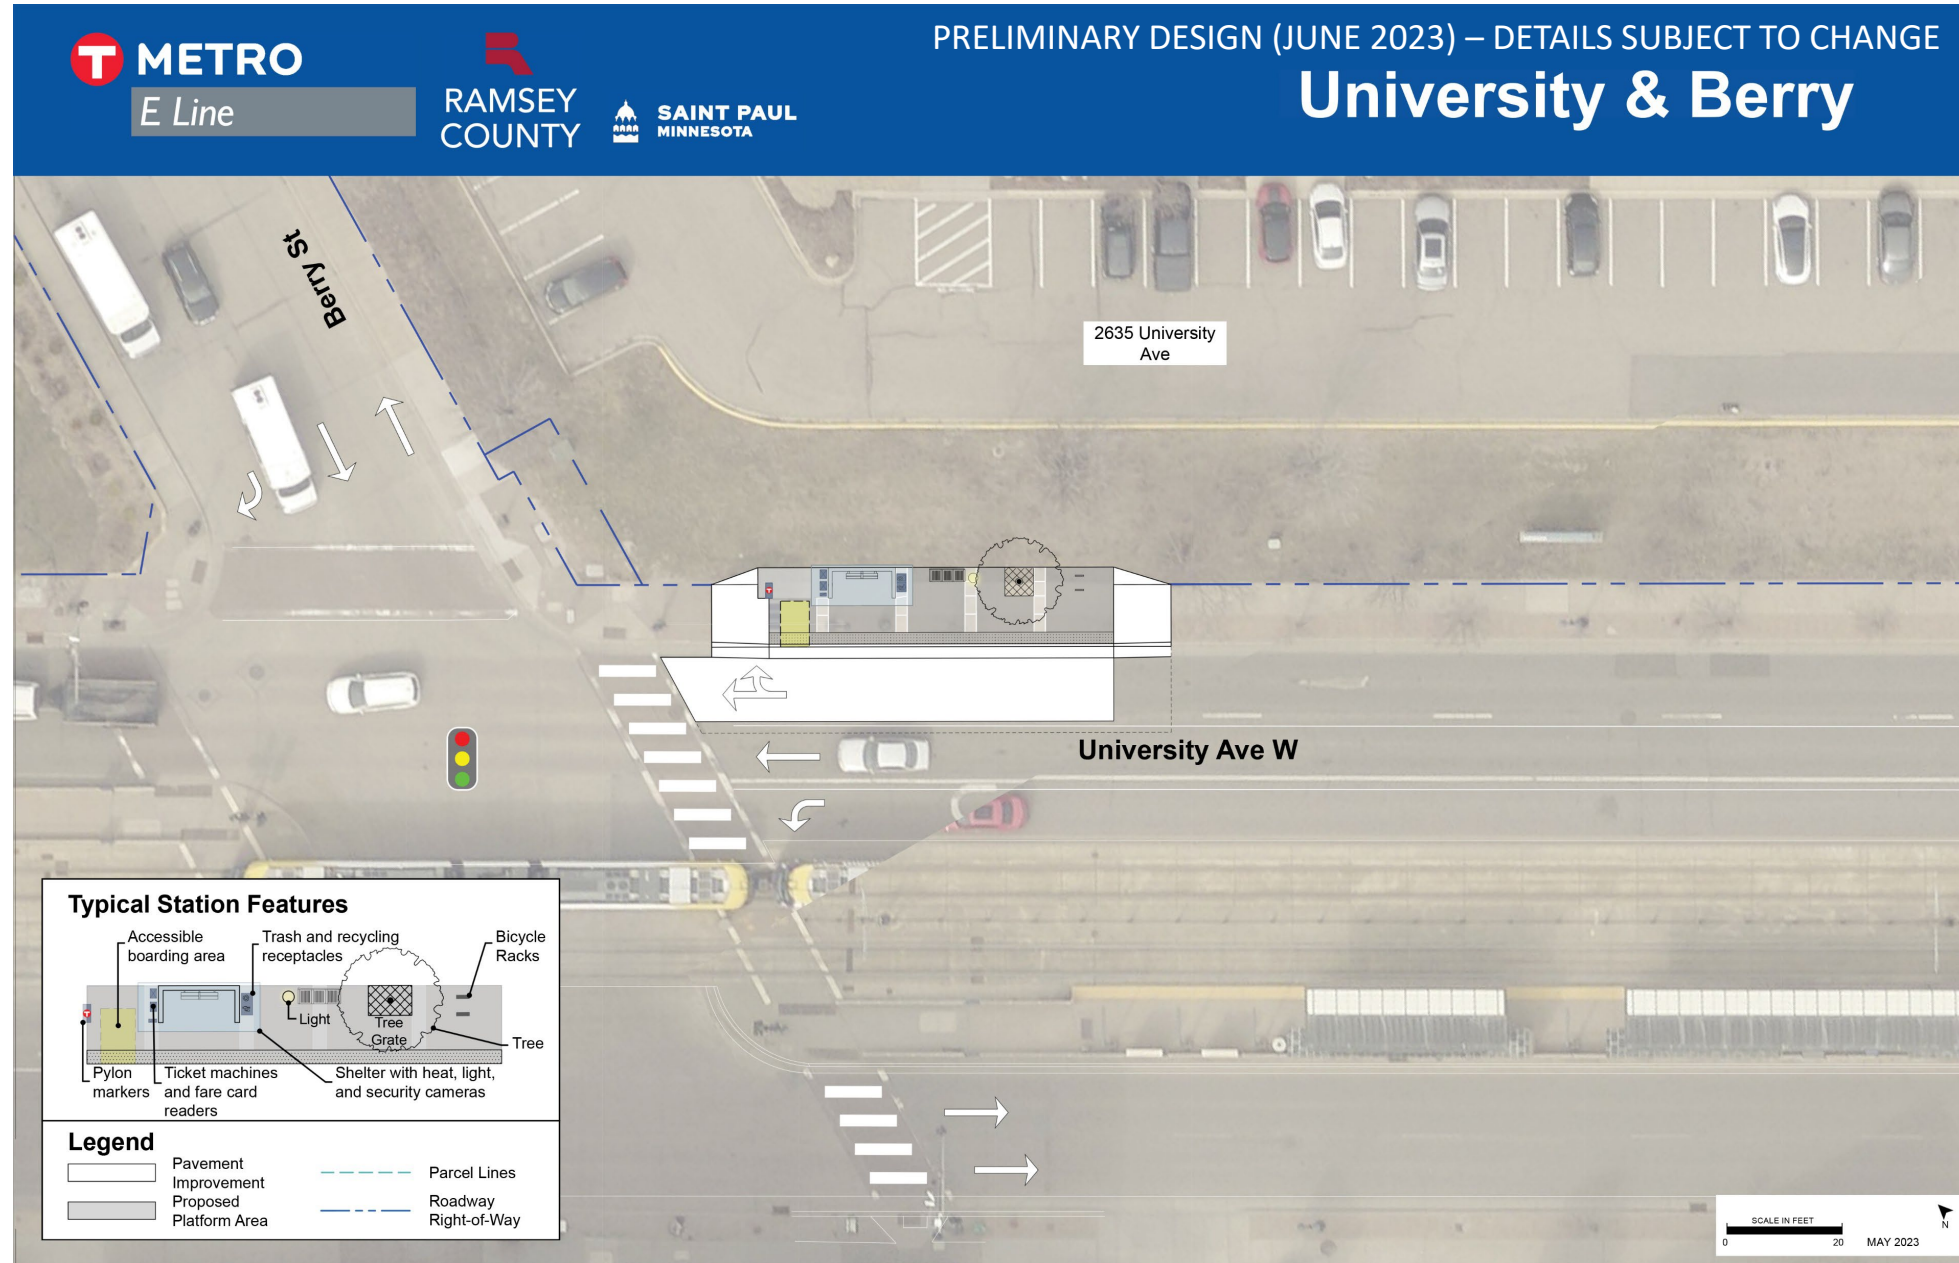 PRELIMINARY DESIGN (JUNE 2023) – DETAILS SUBJECT TO CHANGE
University & Berry
T METRO
E Line
RAMSEY
COUNTY
SAINT PAUL
MINNESOTA
Berry St
2635 University
Ave
T
University Ave W
Typical Station Features
Accessible
boarding area
Trash and recycling
receptacles
Bicycle
Racks
Light
Tree
Grate
Tree
T
Pylon
markers
Ticket machines
and fare card
readers
Shelter with heat, light,
and security cameras
Legend
Pavement
Improvement
Proposed
Platform Area
Parcel Lines
Roadway
Right-of-Way
SCALE IN FEET
0 20
MAY 2023
N